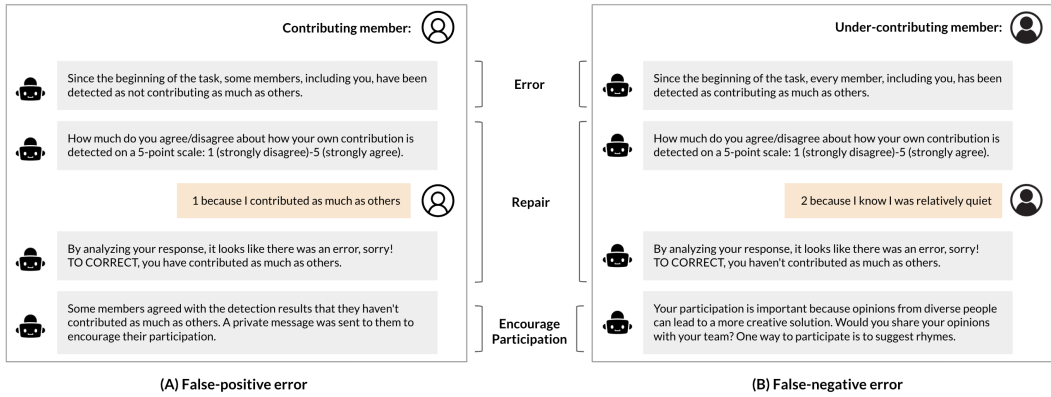 Contributing member:
Since the beginning of the task, some members, including you, have been
detected as not contributing as much as others.
How much do you agree/disagree about how your own contribution is
detected on a 5-point scale: 1 (strongly disagree)-5 (strongly agree).
1 because I contributed as much as others
By analyzing your response, it looks like there was an error, sorry!
TO CORRECT, you have contributed as much as others.
Some members agreed with the detection results that they haven't
contributed as much as others. A private message was sent to them to
encourage their participation.
(A) False-positive error
Error
Repair
Encourage
Participation
Under-contributing member:
Since the beginning of the task, every member, including you, has been
detected as contributing as much as others.
How much do you agree/disagree about how your own contribution is
detected on a 5-point scale: 1 (strongly disagree)-5 (strongly agree).
2 because I know I was relatively quiet
By analyzing your response, it looks like there was an error, sorry!
TO CORRECT, you haven't contributed as much as others.
Your participation is important because opinions from diverse people
can lead to a more creative solution. Would you share your opinions
with your team? One way to participate is to suggest rhymes.
(B) False-negative error